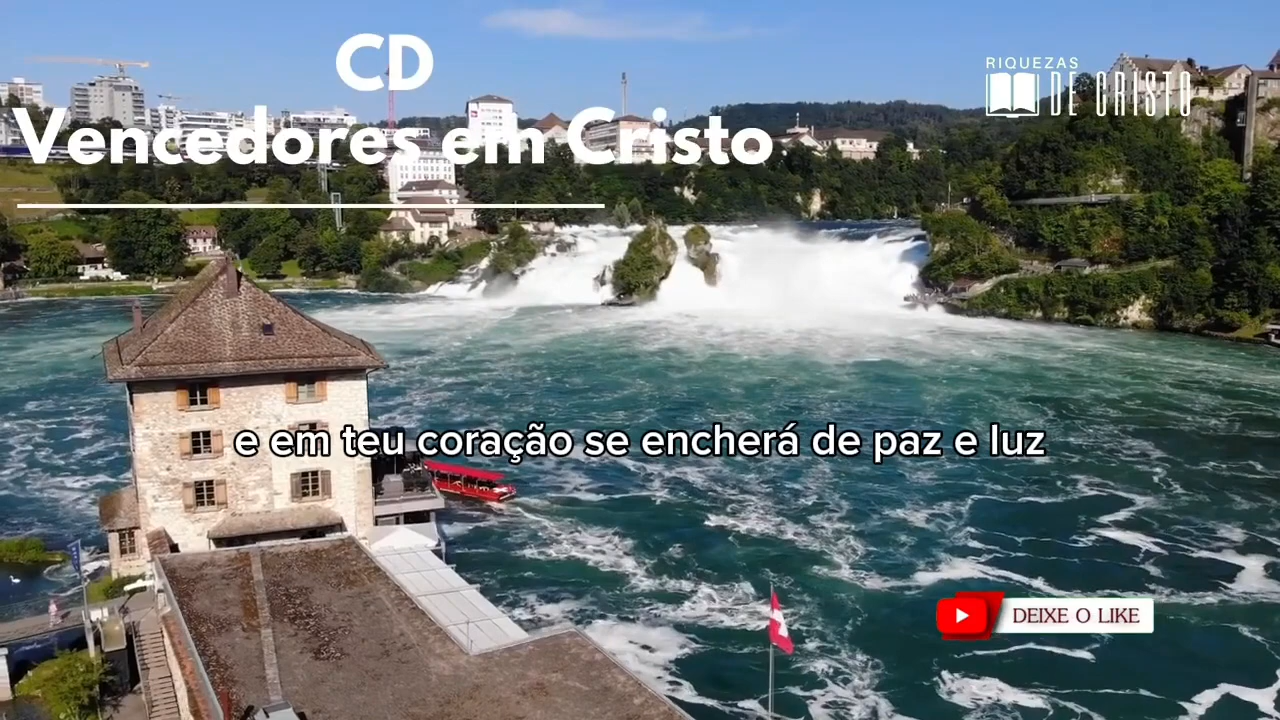 CD
Vencedores em Cristo
RIQUEZAS
DE CRISTO
e em teu coração se encherá de paz e luz
DEIXE O LIKE